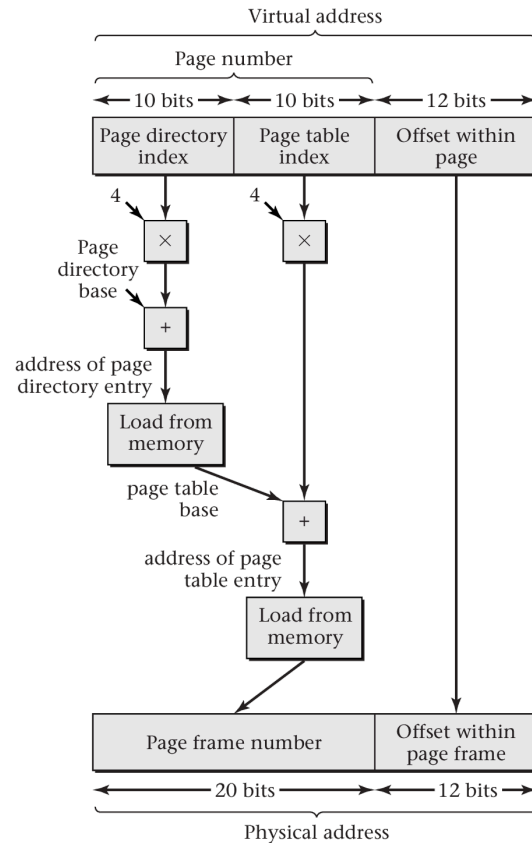 Virtual address
Page number
10 bits
10 bits
12 bits
Page directory
index
Page table
index
Offset within
page
4
×
4
×
Page
directory
base
+
address of page
directory entry
Load from
memory
page table
base
+
address of page
table entry
Load from
memory
Page frame number
Offset within
page frame
20 bits
12 bits
Physical address